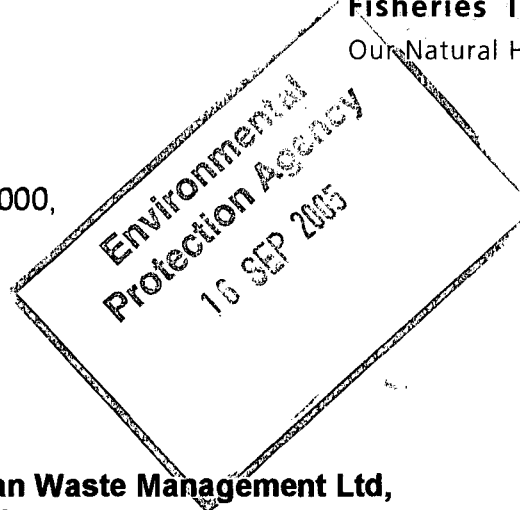 Fisheries
Our Natural
000,
Environmental
Protection Agency
16 SEP 2005
an Waste Management Ltd,